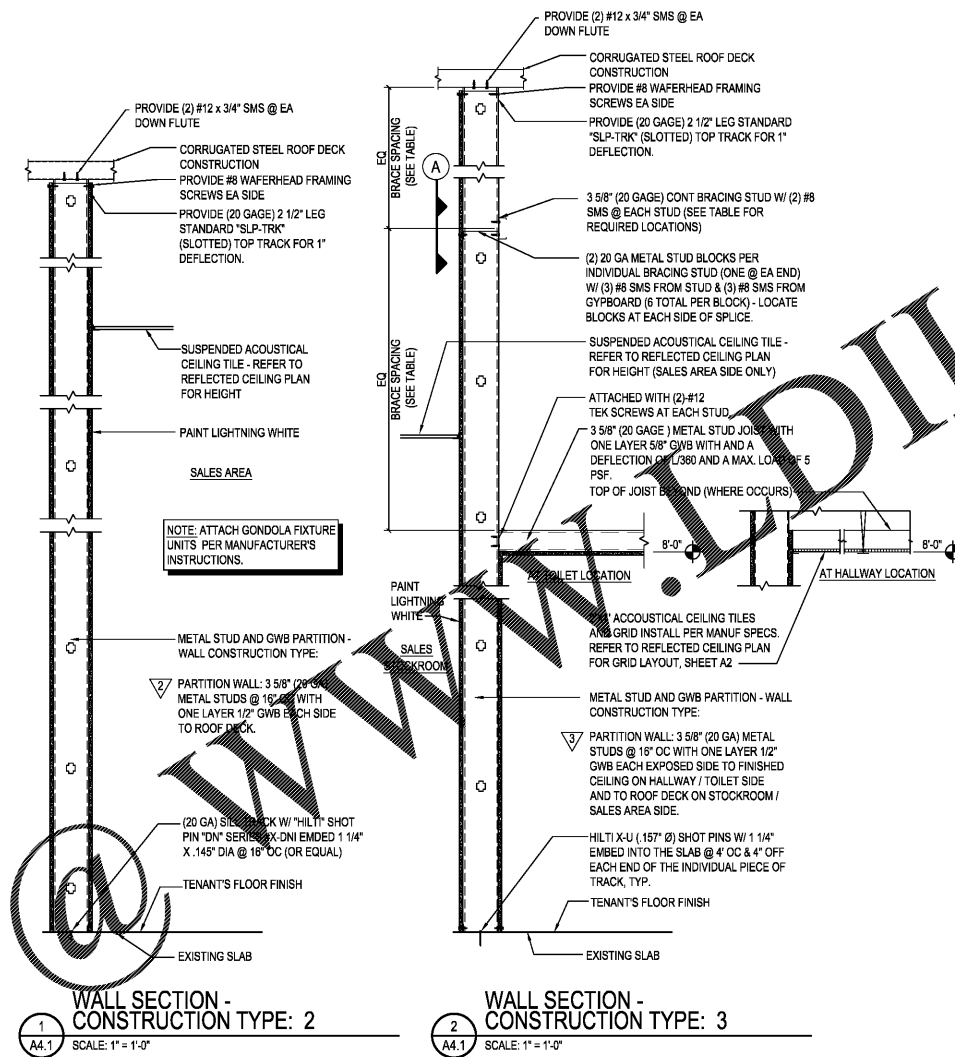 PROVIDE (2) #12 x 3/4" SMS @ EA
DOWN FLUTE
CORRUGATED STEEL ROOF DECK
CONSTRUCTION
PROVIDE #8 WAFERHEAD FRAMING
SCREWS EA SIDE
PROVIDE (20 GAGE) 2 1/2" LEG
STANDARD "SLP-TRK"
(SLOTTED) TOP TRACK FOR 1"
DEFLECTION.
SUSPENDED ACOUSTICAL
CEILING TILE - REFER TO
REFLECTED CEILING PLAN
FOR HEIGHT
PAINT LIGHTNING WHITE
SALES AREA
NOTE: ATTACH GONDOLA FIXTURE
UNITS PER MANUFACTURER'S
INSTRUCTIONS.
METAL STUD AND GWB PARTITION -
WALL CONSTRUCTION TYPE:
2
PARTITION WALL: 3 5/8" (20 GA)
METAL STUDS @ 16" OC WITH
ONE LAYER 1/2" GWB EACH SIDE
TO ROOF DECK.
(20 GA) SILL TRACK W/ "HILTI" SHOT
PIN "DN" SERIES #X-DNI EMDED 1 1/4"
X .145" DIA @ 16" OC (OR EQUAL)
TENANT'S FLOOR FINISH
EXISTING SLAB
1
A4.1
WALL SECTION -
CONSTRUCTION TYPE: 2
SCALE: 1" = 1'-0"
PROVIDE (2) #12 x 3/4" SMS @ EA
DOWN FLUTE
CORRUGATED STEEL ROOF DECK
CONSTRUCTION
PROVIDE #8 WAFERHEAD FRAMING
SCREWS EA SIDE
PROVIDE (20 GAGE) 2 1/2" LEG STANDARD
"SLP-TRK" (SLOTTED) TOP TRACK FOR 1"
DEFLECTION.
EQ
BRACE SPACING
(SEE TABLE)
A
3 5/8" (20 GAGE) CONT BRACING STUD W/ (2) #8
SMS @ EACH STUD (SEE TABLE FOR
REQUIRED LOCATIONS)
(2) 20 GA METAL STUD BLOCKS PER
INDIVIDUAL BRACING STUD (ONE @ EA END)
W/ (3) #8 SMS FROM STUD & (3) #8 SMS FROM
GYPBOARD (6 TOTAL PER BLOCK) - LOCATE
BLOCKS AT EACH SIDE OF SPLICE.
EQ
BRACE SPACING
(SEE TABLE)
SUSPENDED ACOUSTICAL CEILING TILE -
REFER TO REFLECTED CEILING PLAN
FOR HEIGHT (SALES AREA SIDE ONLY)
ATTACHED WITH (2)-#12
TEK SCREWS AT EACH STUD
3 5/8" (20 GAGE ) METAL STUD JOIST WITH
ONE LAYER 5/8" GWB WITH AND A
DEFLECTION OF L/360 AND A MAX. LOAD OF 5
PSF.
TOP OF JOIST BEYOND (WHERE OCCURS)
8'-0"
8'-0"
AT TOILET LOCATION
AT HALLWAY LOCATION
PAINT
LIGHTNING
WHITE
SALES
STOCKROOM
ACCOUSTICAL CEILING TILES
AND GRID INSTALL PER MANUF SPECS.
REFER TO REFLECTED CEILING PLAN
FOR GRID LAYOUT, SHEET A2
METAL STUD AND GWB PARTITION - WALL
CONSTRUCTION TYPE:
3
PARTITION WALL: 3 5/8" (20 GA) METAL
STUDS @ 16" OC WITH ONE LAYER 1/2"
GWB EACH EXPOSED SIDE TO FINISHED
CEILING ON HALLWAY / TOILET SIDE
AND TO ROOF DECK ON STOCKROOM /
SALES AREA SIDE.
HILTI X-U (.157" Ø) SHOT PINS W/ 1 1/4"
EMBED INTO THE SLAB @ 4' OC & 4" OFF
EACH END OF THE INDIVIDUAL PIECE OF
TRACK, TYP.
TENANT'S FLOOR FINISH
EXISTING SLAB
2
A4.1
WALL SECTION -
CONSTRUCTION TYPE: 3
SCALE: 1" = 1'-0"